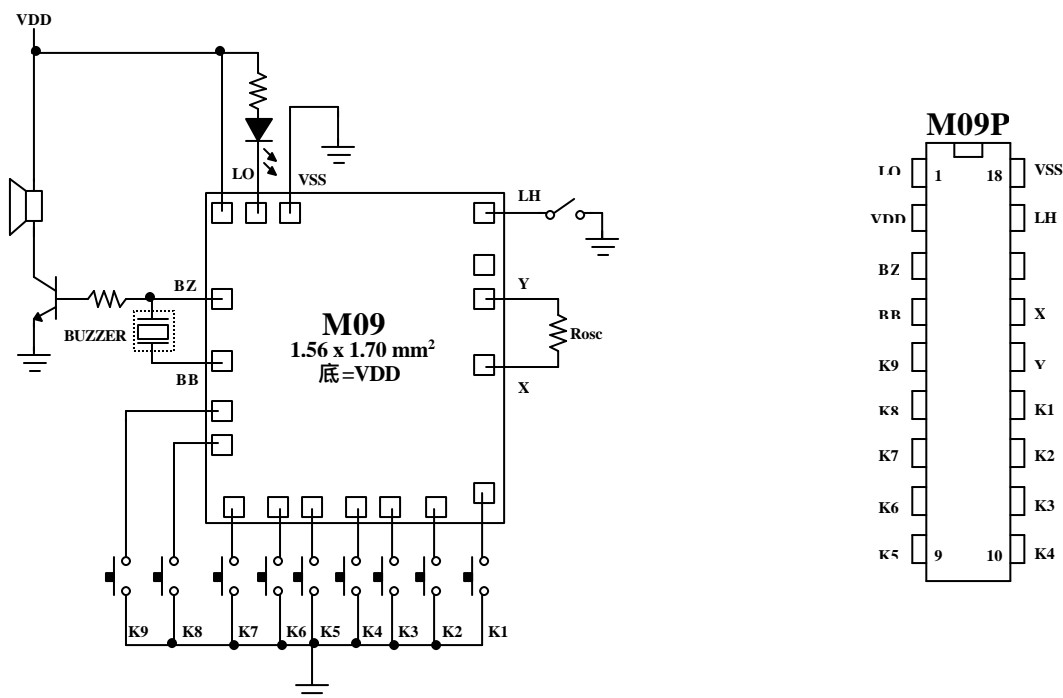 VDD
LO
VSS
LH
BZ
Y
BUZZER
M09
1.56 x 1.70 mm²
底=VDD
Rosc
BB
X
K9 K8 K7 K6 K5 K4 K3 K2 K1
M09P
LO 1 18 VSS
VDD LH
BZ
BB X
K9 Y
K8 K1
K7 K2
K6 K3
K5 9 10 K4